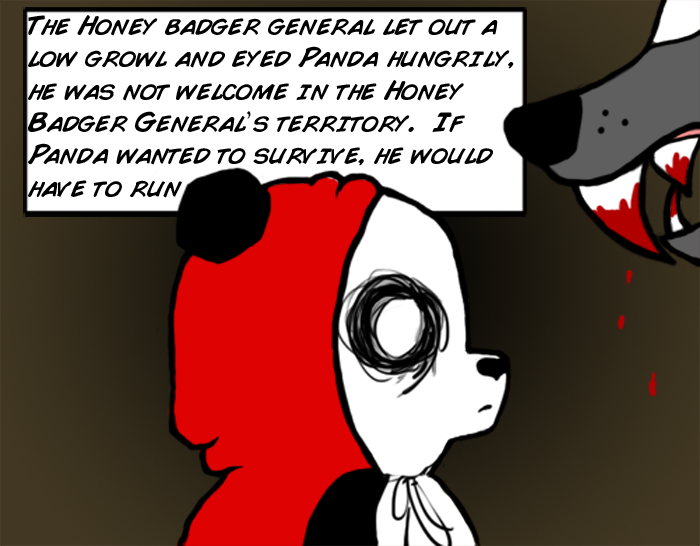 The Honey badger general let out a
low growl and eyed Panda hungrily,
he was not welcome in the Honey
Badger General's territory. If
Panda wanted to survive, he would
have to run